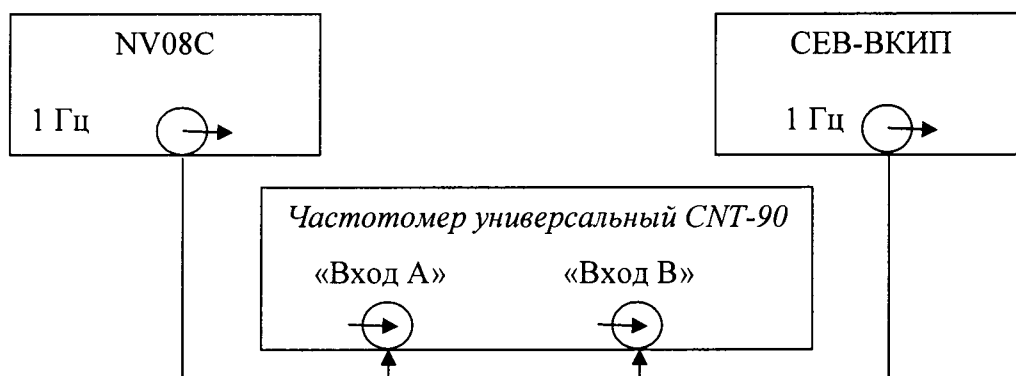 NV08C
СЕВ-ВКИП
1 Гц
1 Гц
Частотомер универсальный CNT-90
«Вход А»
«Вход В»